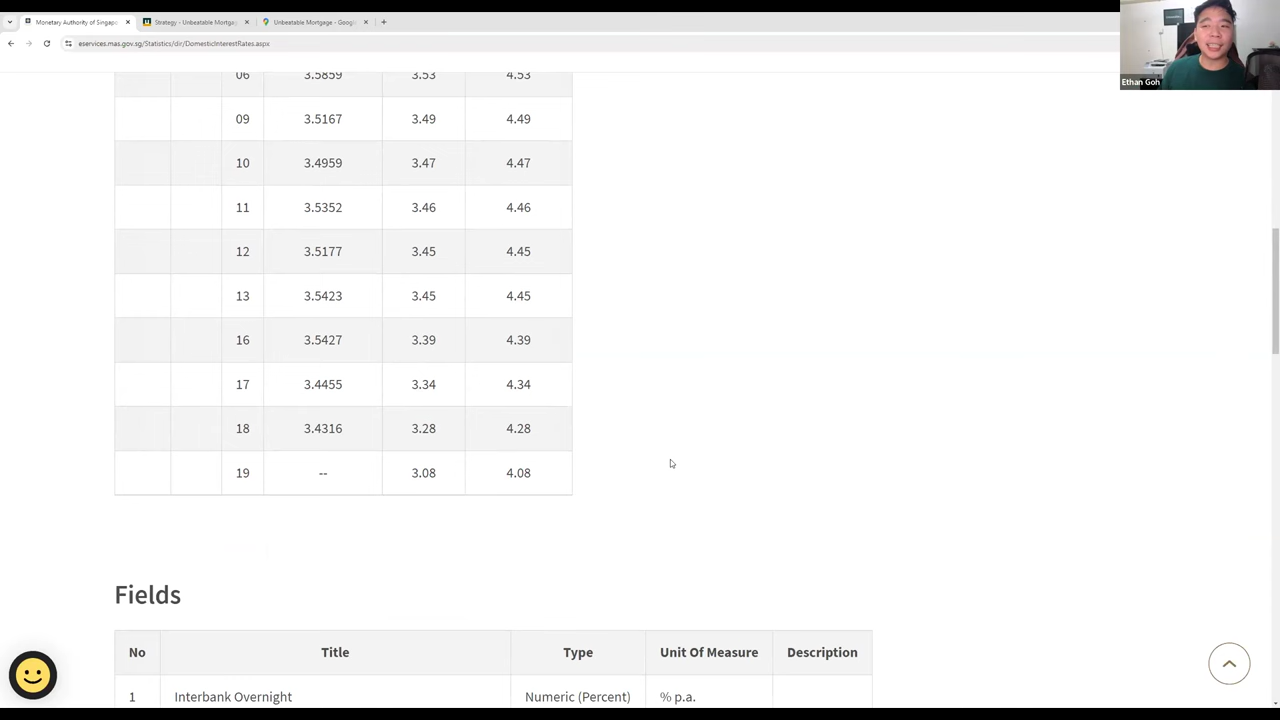 Monetary Authority of Singapo
Strategy - Unbeatable Mortgag
Unbeatable Mortgage - Google
eservices.mas.gov.sg/Statistics/dir/DomesticInterestRates.aspx
Ethan Goh
06 3.5859 3.53 4.53
09 3.5167 3.49 4.49
10 3.4959 3.47 4.47
11 3.5352 3.46 4.46
12 3.5177 3.45 4.45
13 3.5423 3.45 4.45
16 3.5427 3.39 4.39
17 3.4455 3.34 4.34
18 3.4316 3.28 4.28
19 -- 3.08 4.08
Fields
No Title Type Unit Of Measure Description
1 Interbank Overnight Numeric (Percent) % p.a.